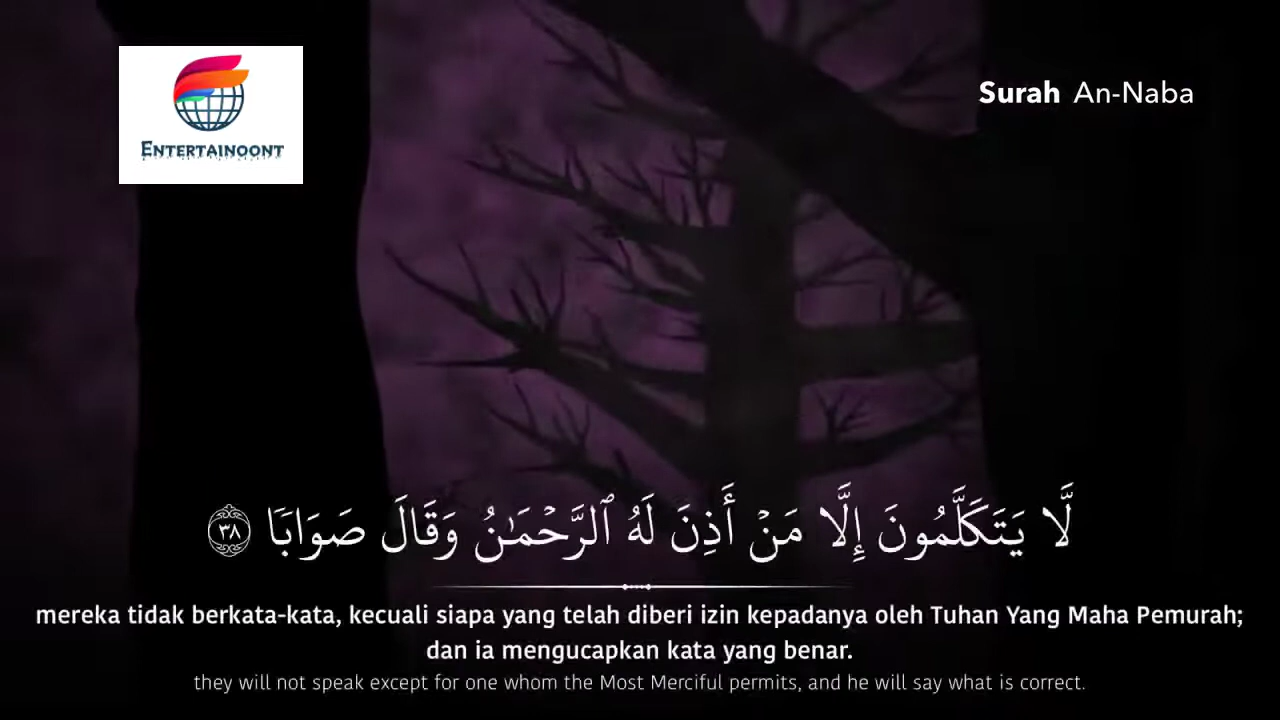 ENTERTAINOONT
Surah An-Naba
لَّا يَتَكَلَّمُونَ إِلَّا مَنْ أَذِنَ لَهُ ٱلرَّحْمَـٰنُ وَقَالَ صَوَابًا ٣٨
mereka tidak berkata-kata, kecuali siapa yang telah diberi izin kepadanya oleh Tuhan Yang Maha Pemurah;
dan ia mengucapkan kata yang benar.
they will not speak except for one whom the Most Merciful permits, and he will say what is correct.